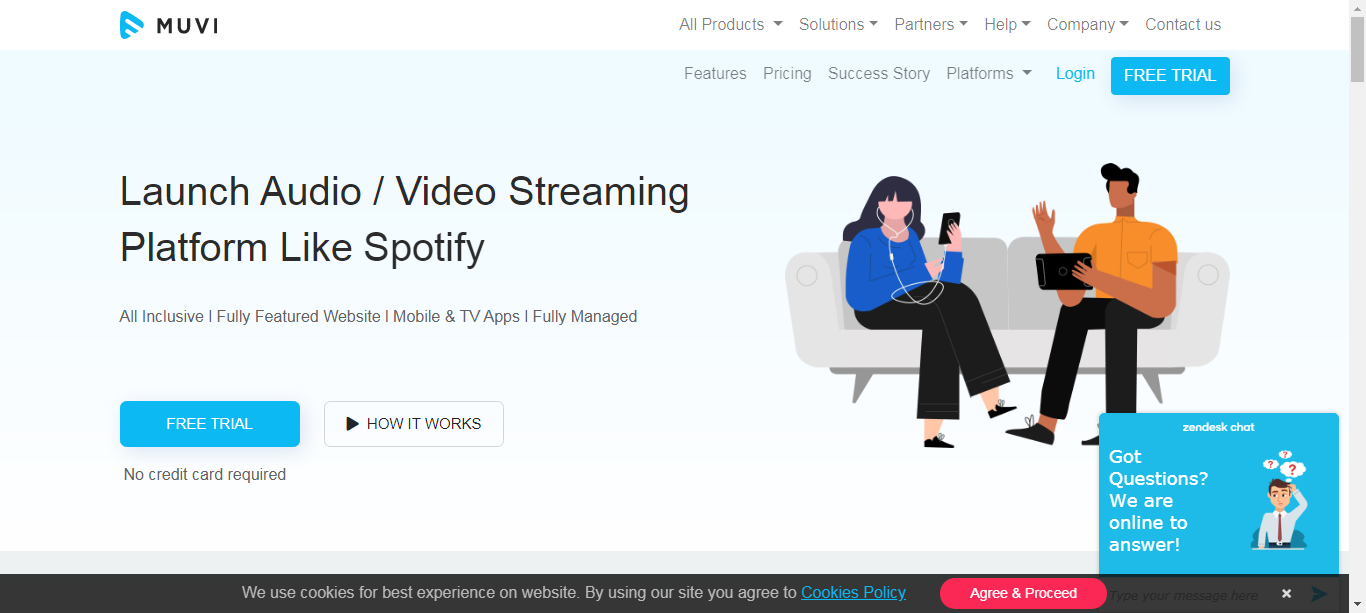 MUVI
All Products Solutions Partners Help Company Contact us
Features Pricing Success Story Platforms Login FREE TRIAL
Launch Audio / Video Streaming
Platform Like Spotify
All Inclusive | Fully Featured Website | Mobile & TV Apps | Fully Managed
FREE TRIAL
HOW IT WORKS
No credit card required
zendesk chat
Got
Questions?
We are
online to
answer!
? ? ?
We use cookies for best experience on website. By using our site you agree to Cookies Policy
Agree & Proceed
Type your message here
×